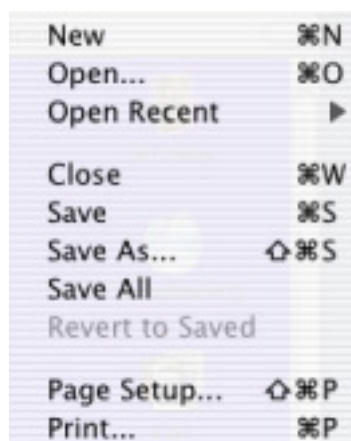 New ⌘N
Open... ⌘O
Open Recent ▶
Close ⌘W
Save ⌘S
Save As... ⇧⌘S
Save All
Revert to Saved
Page Setup... ⇧⌘P
Print... ⌘P